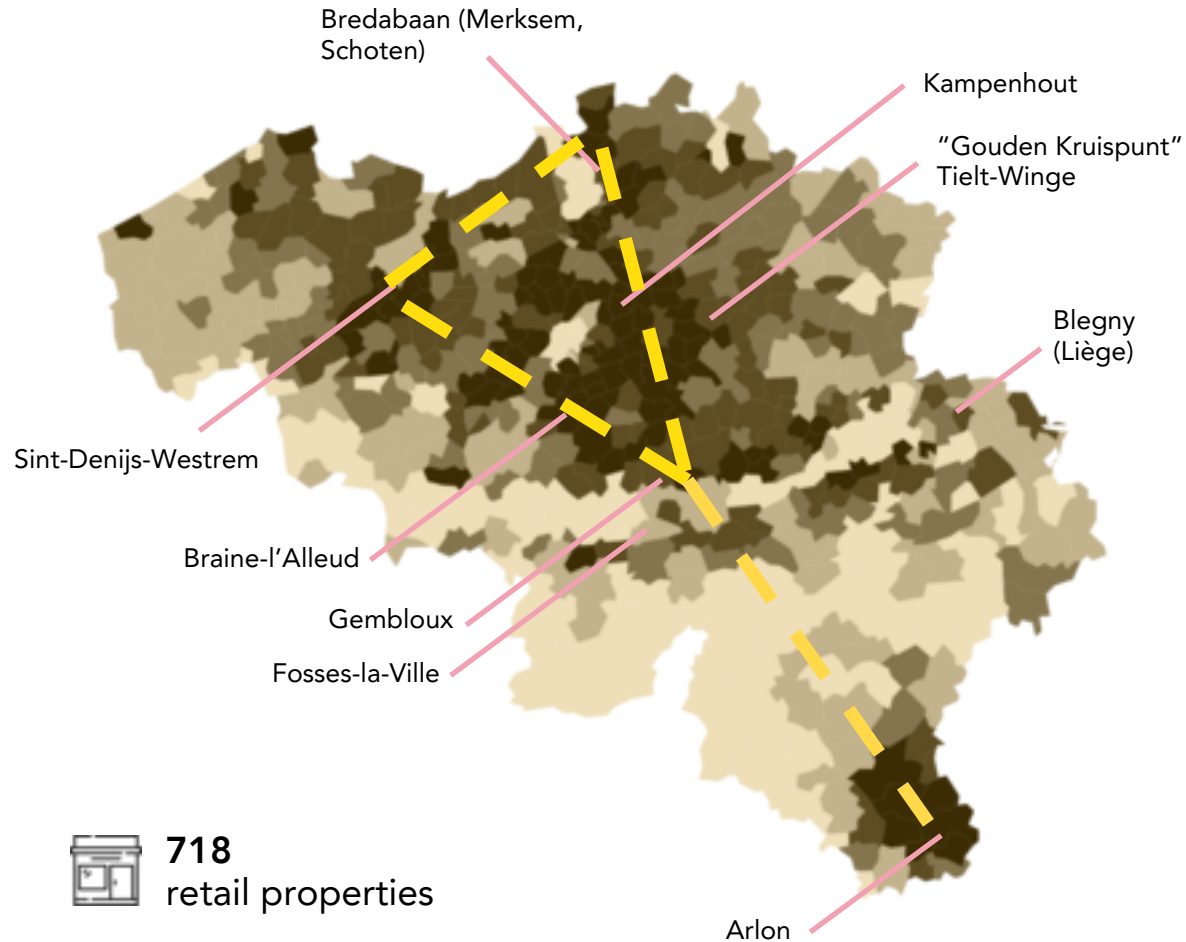 Bredabaan (Merksem,
Schoten)
Kampenhout
“Gouden Kruispunt”
Tielt-Winge
Blegny
(Liège)
Sint-Denijs-Westrem
Braine-l’Alleud
Gembloux
Fosses-la-Ville
718
retail properties
Arlon